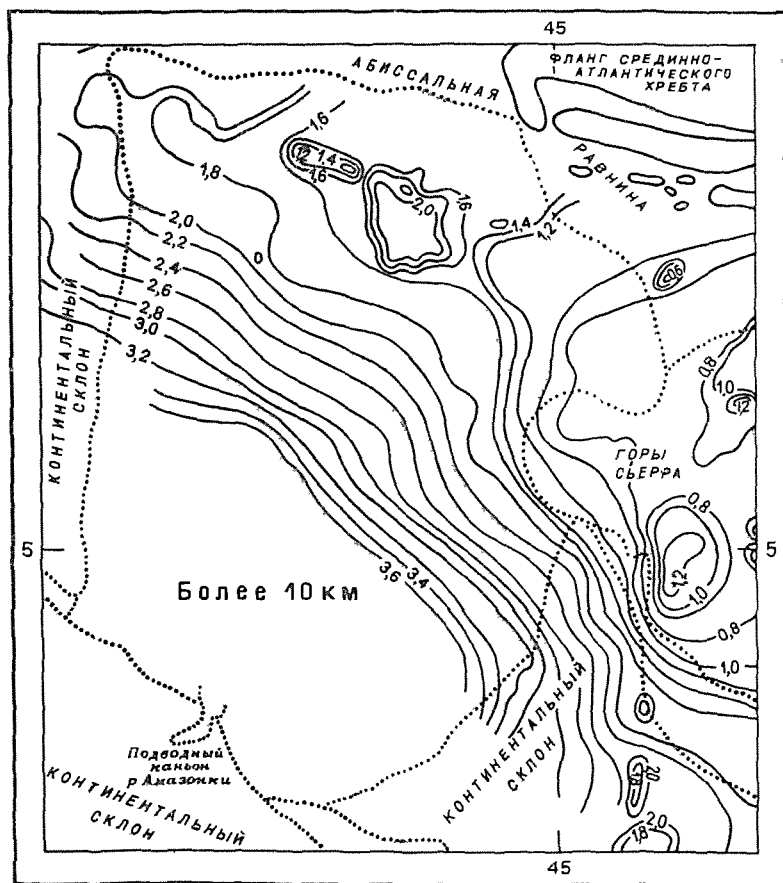 45
АБИССАЛЬНАЯ
ФЛАНГ СРЕДИННО-
АТЛАНТИЧЕСКОГО
ХРЕБТА
РАВНИНА
1,6
1,2
1,4
1,6
1,8
2,0
1,6
1,4
1,2
2,0
2,2
0
2,4
2,6
2,8
3,0
3,2
0,8
1,0
1,2
КОНТИНЕНТАЛЬНЫЙ
СКЛОН
ГОРЫ
СЬЕРРА
0,8
5
5
1,2
1,0
3,4
3,6
Более 10 км
0,8
1,0
Подводный
каньон
р Амазонки
КОНТИНЕНТАЛЬНЫЙ
СКЛОН
КОНТИНЕНТАЛЬНЫЙ
СКЛОН
20
2,0
1,8
45